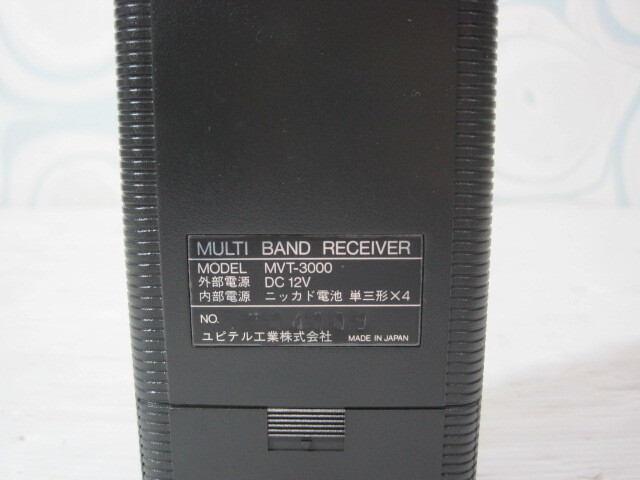 MULTI BAND RECEIVER
MODEL MVT-3000
外部電源 DC 12V
内部電源 ニッカド電池 単三形×4
NO.
ユピテル工業株式会社 MADE IN JAPAN